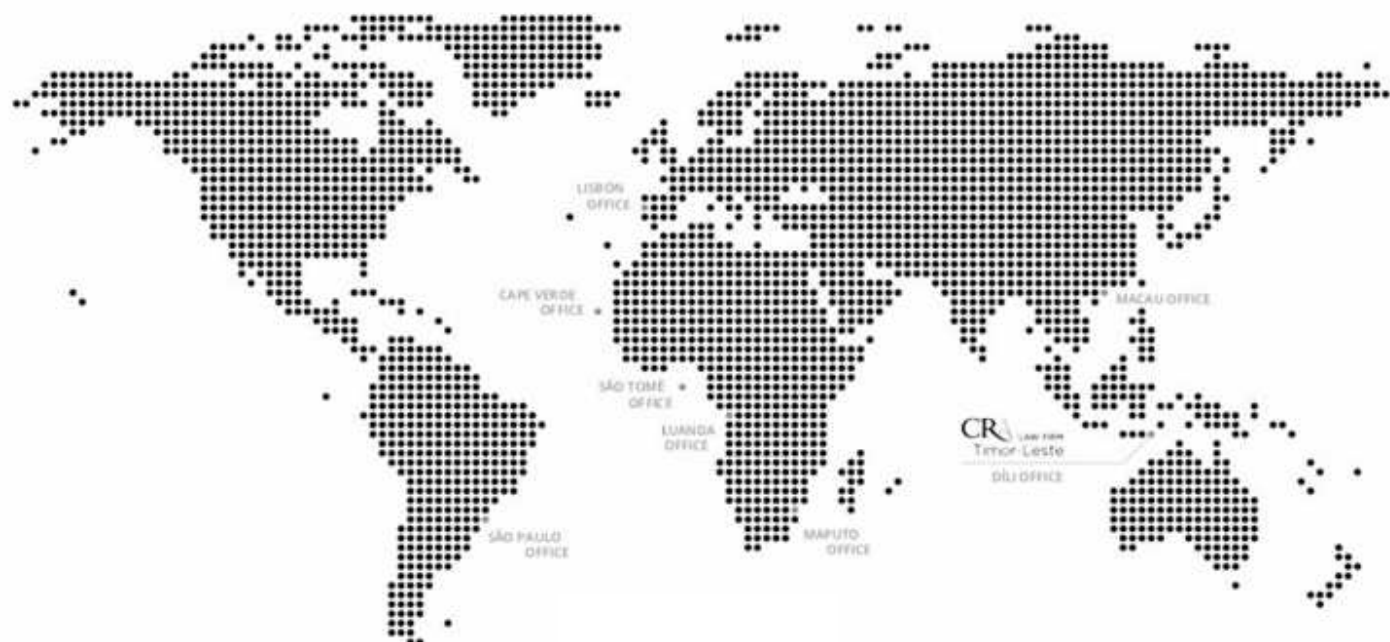 LISBON
OFFICE
CAPE VERDE
OFFICE
MACAU OFFICE
SÃO TOMÉ
OFFICE
LUANDA
OFFICE
CRA LAW FIRM
Timor-Leste
DÍLI OFFICE
SÃO PAULO
OFFICE
MAPUTO
OFFICE